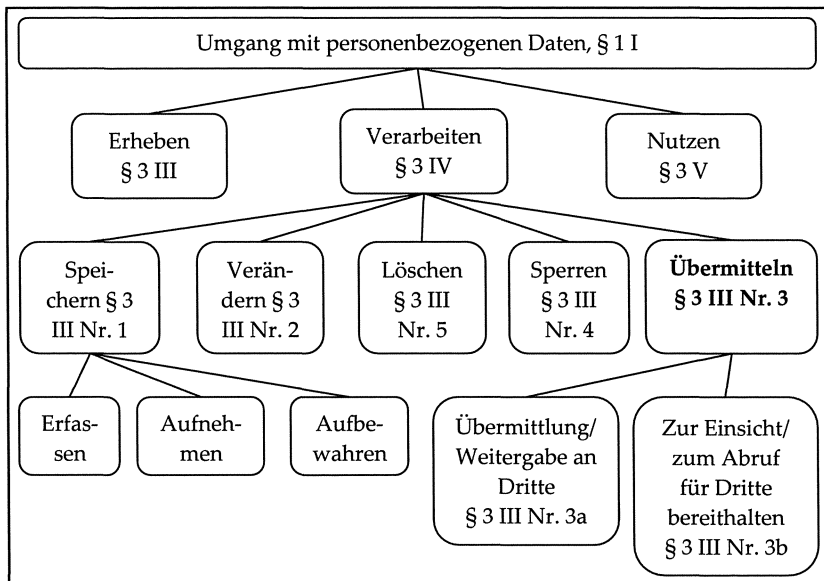 Umgang mit personenbezogenen Daten, § 1 I
Erheben
§ 3 III
Verarbeiten
§ 3 IV
Nutzen
§ 3 V
Spei-
chern § 3
III Nr. 1
Verän-
dern § 3
III Nr. 2
Löschen
§ 3 III
Nr. 5
Sperren
§ 3 III
Nr. 4
Übermitteln
§ 3 III Nr. 3
Erfas-
sen
Aufneh-
men
Aufbe-
wahren
Übermittlung/
Weitergabe an
Dritte
§ 3 III Nr. 3a
Zur Einsicht/
zum Abruf
für Dritte
bereithalten
§ 3 III Nr. 3b